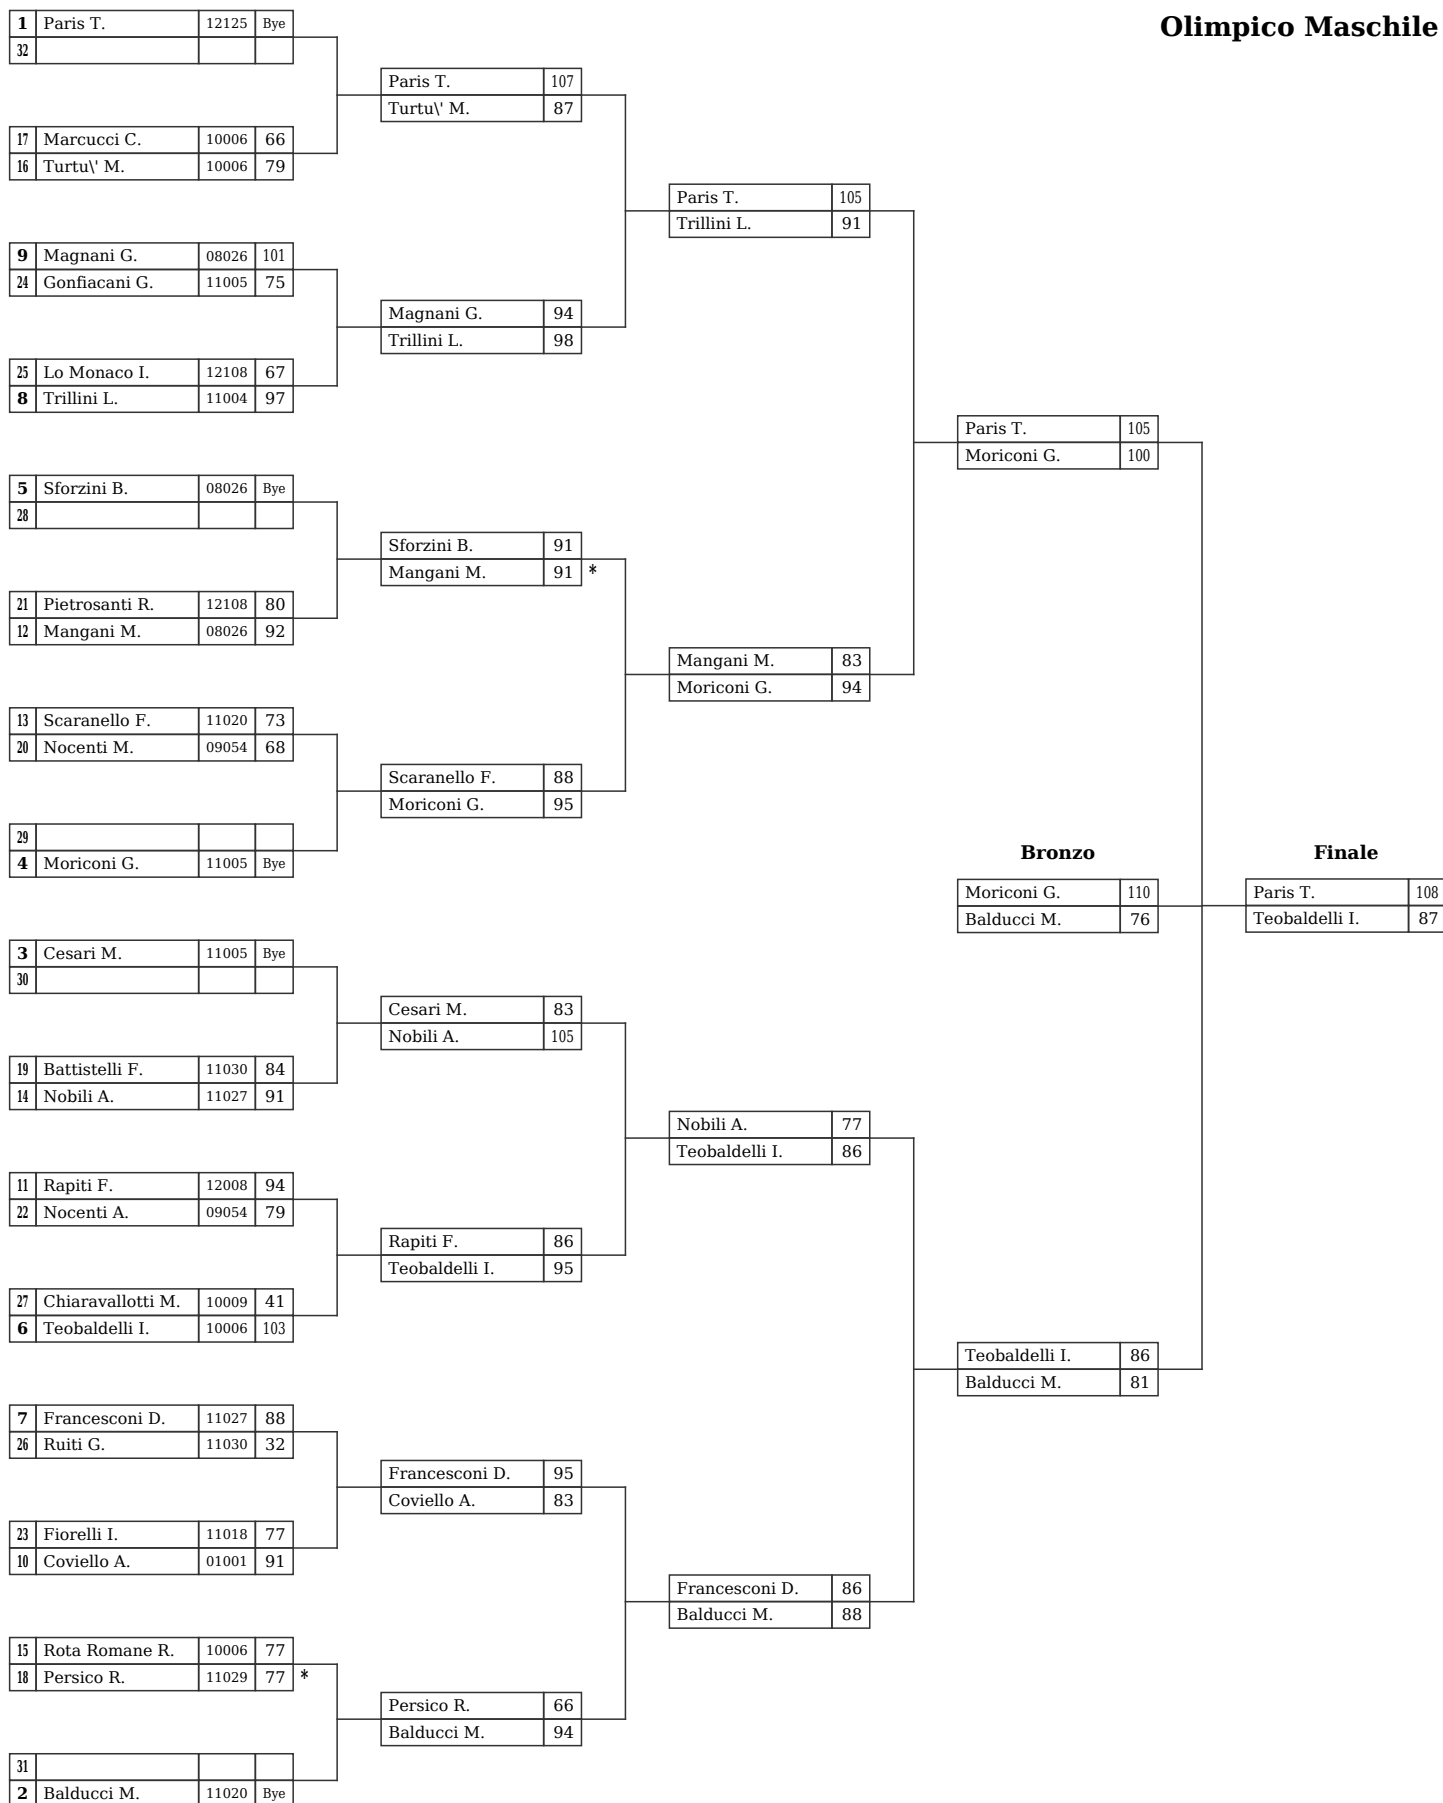 Olimpico Maschile
1 Paris T. 12125 Bye
32
17 Marcucci C. 10006 66
16 Turtu\' M. 10006 79
9 Magnani G. 08026 101
24 Gonfiacani G. 11005 75
25 Lo Monaco I. 12108 67
8 Trillini L. 11004 97
5 Sforzini B. 08026 Bye
28
21 Pietrosanti R. 12108 80
12 Mangani M. 08026 92
13 Scaranello F. 11020 73
20 Nocenti M. 09054 68
29
4 Moriconi G. 11005 Bye
3 Cesari M. 11005 Bye
30
19 Battistelli F. 11030 84
14 Nobili A. 11027 91
11 Rapiti F. 12008 94
22 Nocenti A. 09054 79
27 Chiaravallotti M. 10009 41
6 Teobaldelli I. 10006 103
7 Francesconi D. 11027 88
26 Ruiti G. 11030 32
23 Fiorelli I. 11018 77
10 Coviello A. 01001 91
15 Rota Romane R. 10006 77
18 Persico R. 11029 77 *
31
2 Balducci M. 11020 Bye
Paris T. 107
Turtu\' M. 87
Magnani G. 94
Trillini L. 98
Sforzini B. 91
Mangani M. 91 *
Scaranello F. 88
Moriconi G. 95
Cesari M. 83
Nobili A. 105
Rapiti F. 86
Teobaldelli I. 95
Francesconi D. 95
Coviello A. 83
Persico R. 66
Balducci M. 94
Paris T. 105
Trillini L. 91
Mangani M. 83
Moriconi G. 94
Nobili A. 77
Teobaldelli I. 86
Francesconi D. 86
Balducci M. 88
Paris T. 105
Moriconi G. 100
Teobaldelli I. 86
Balducci M. 81
Bronzo
Moriconi G. 110
Balducci M. 76
Finale
Paris T. 108
Teobaldelli I. 87